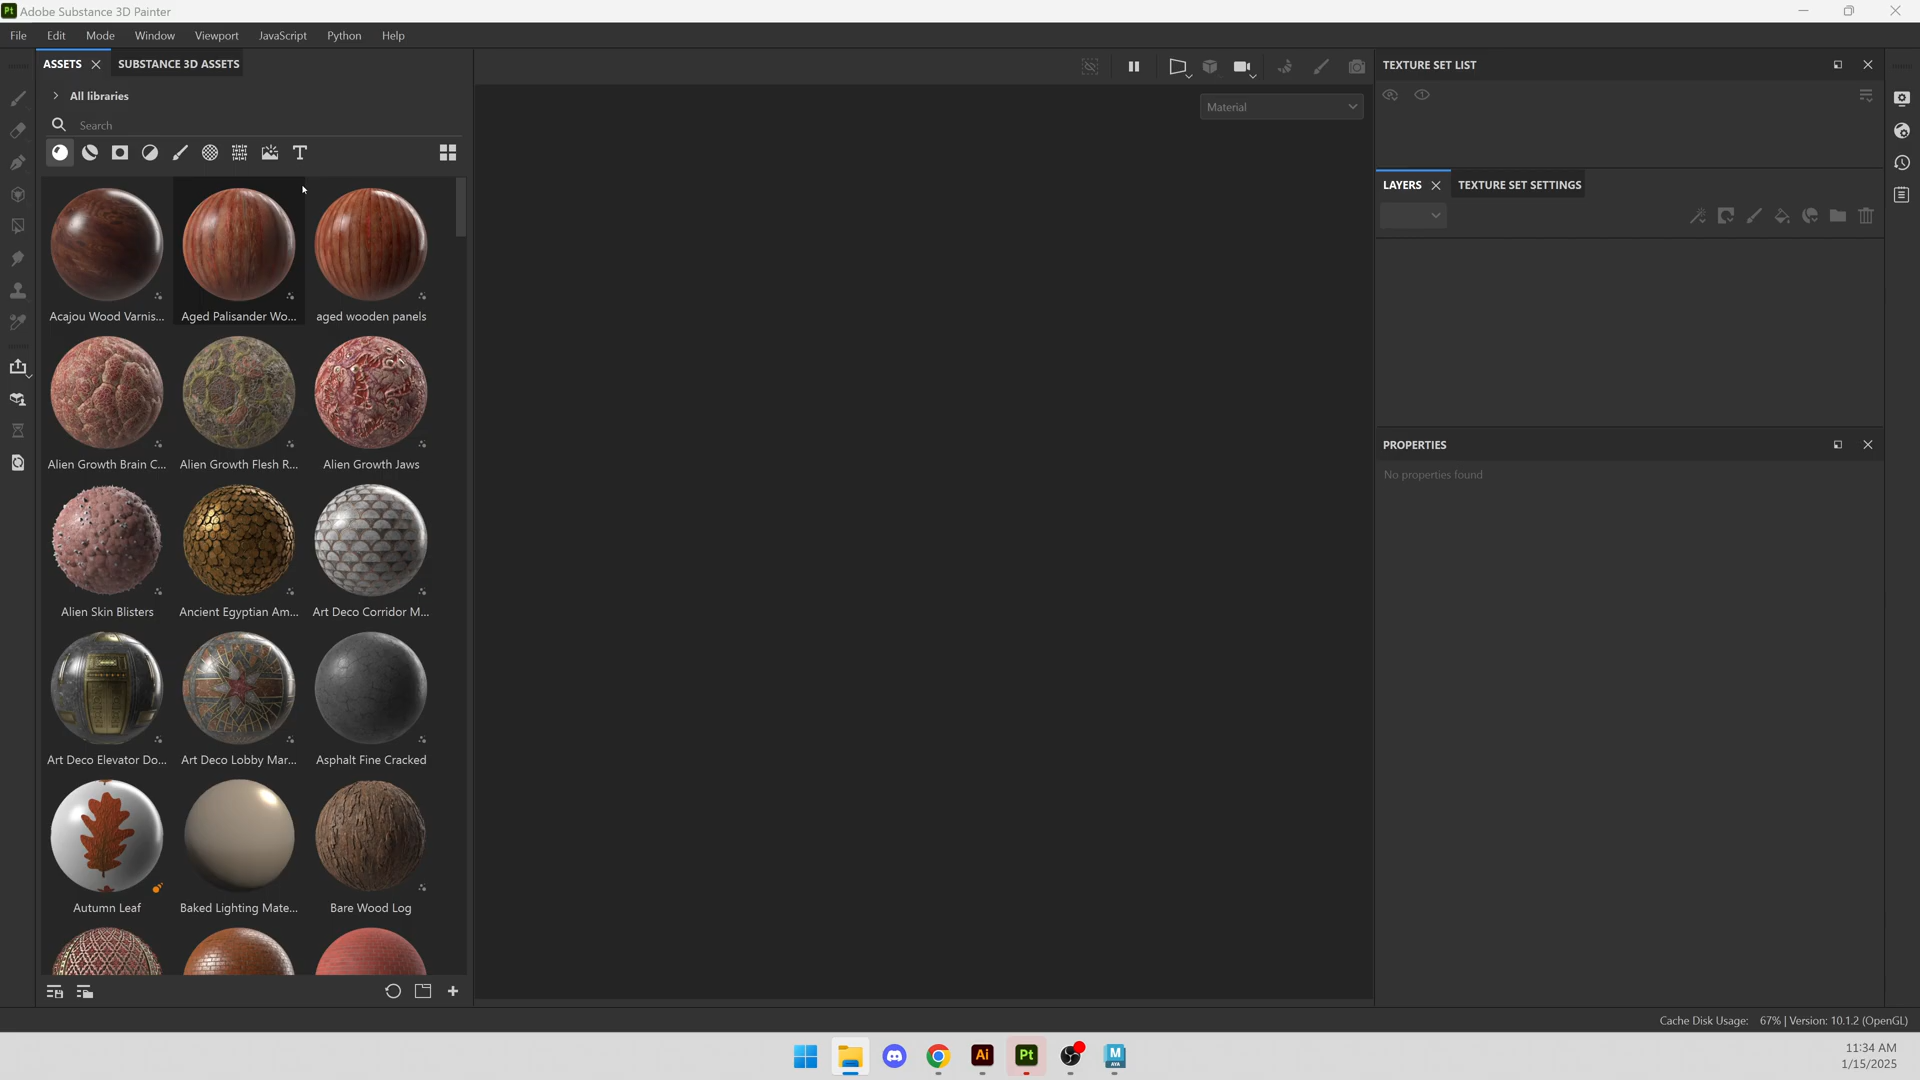 Pt Adobe Substance 3D Painter
File Edit Mode Window Viewport JavaScript Python Help
ASSETS SUBSTANCE 3D ASSETS
All libraries
Search
Acajou Wood Varnis... Aged Palisander Wo... aged wooden panels
Alien Growth Brain C... Alien Growth Flesh R... Alien Growth Jaws
Alien Skin Blisters Ancient Egyptian Am... Art Deco Corridor M...
Art Deco Elevator Do... Art Deco Lobby Mar... Asphalt Fine Cracked
Autumn Leaf Baked Lighting Mate... Bare Wood Log
Material
TEXTURE SET LIST
LAYERS TEXTURE SET SETTINGS
PROPERTIES
No properties found
Cache Disk Usage: 67% | Version: 10.1.2 (OpenGL)
Ai Pt M AYA
11:34 AM
1/15/2025